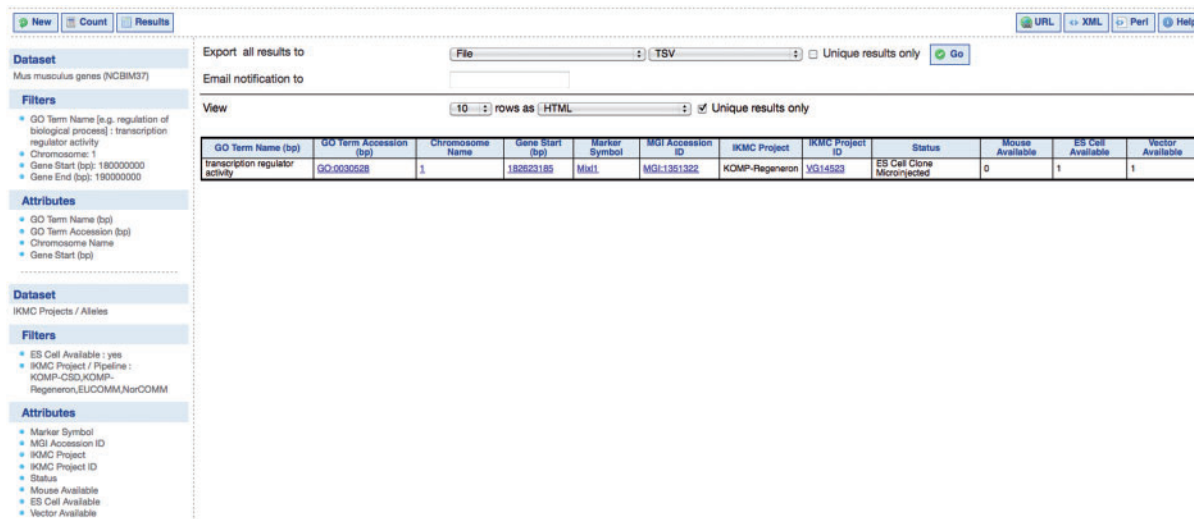 New Count Results URL XML Perl Help
Dataset
Mus musculus genes (NCBIM37)
Filters
GO Term Name [e.g. regulation of
biological process] : transcription
regulator activity
Chromosome: 1
Gene Start (bp): 180000000
Gene End (bp): 190000000
Attributes
GO Term Name (bp)
GO Term Accession (bp)
Chromosome Name
Gene Start (bp)
Dataset
IKMC Projects / Alleles
Filters
ES Cell Available : yes
IKMC Project / Pipeline :
KOMP-CSD,KOMP-
Regeneron,EUCOMM,NorCOMM
Attributes
Marker Symbol
MGI Accession ID
IKMC Project
IKMC Project ID
Status
Mouse Available
ES Cell Available
Vector Available
Export all results to File TSV Unique results only Go
Email notification to
View 10 rows as HTML Unique results only
GO Term Name (bp) GO Term Accession (bp) Chromosome Name Gene Start (bp) Marker Symbol MGI Accession ID IKMC Project IKMC Project ID Status Mouse Available ES Cell Available Vector Available
transcription regulator activity GO:0030528 1 182623185 Mixl1 MGI:1351322 KOMP-Regeneron VG14523 ES Cell Clone Microinjected 0 1 1